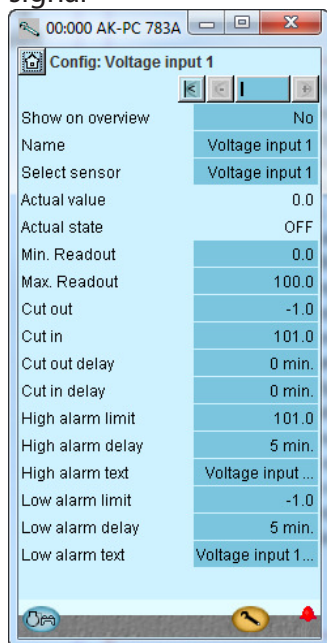 signal
00:000 AK-PC 783A
Config: Voltage input 1
Show on overview No
Name Voltage input 1
Select sensor Voltage input 1
Actual value 0.0
Actual state OFF
Min. Readout 0.0
Max. Readout 100.0
Cut out -1.0
Cut in 101.0
Cut out delay 0 min.
Cut in delay 0 min.
High alarm limit 101.0
High alarm delay 5 min.
High alarm text Voltage input ...
Low alarm limit -1.0
Low alarm delay 5 min.
Low alarm text Voltage input 1...